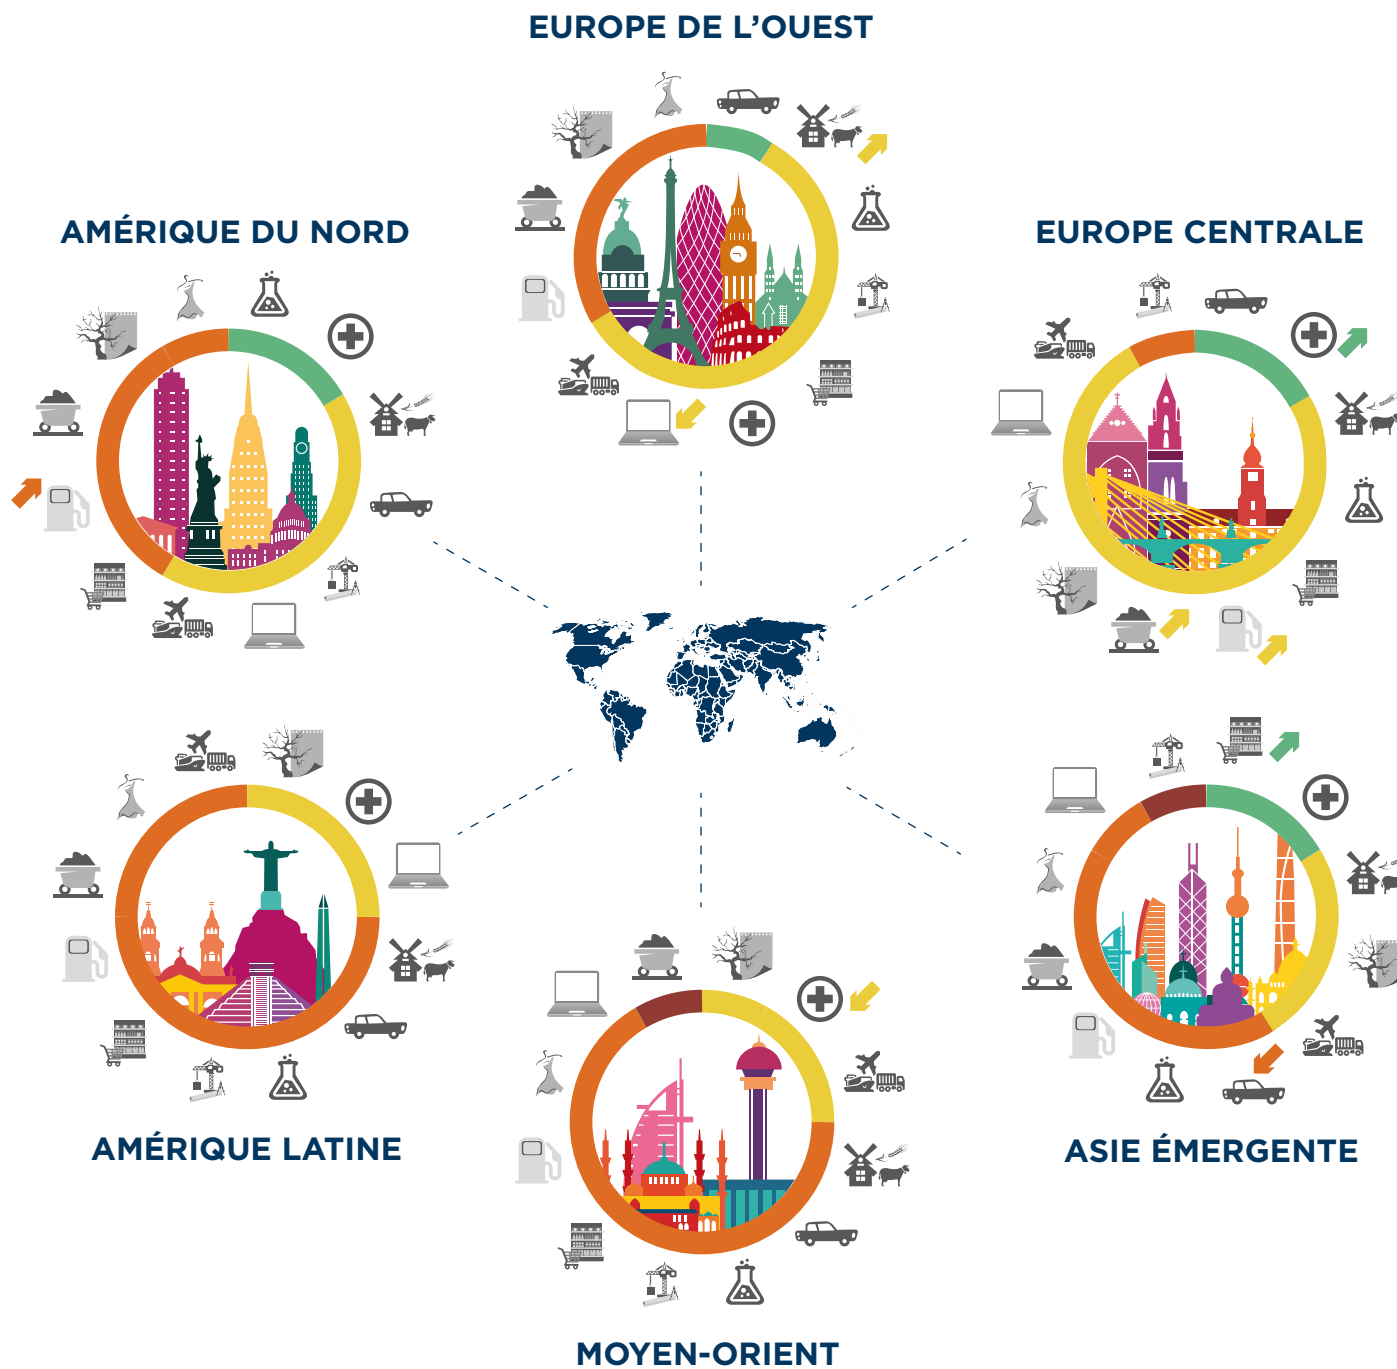 EUROPE DE L’OUEST
AMÉRIQUE DU NORD
EUROPE CENTRALE
AMÉRIQUE LATINE
ASIE ÉMERGENTE
MOYEN-ORIENT